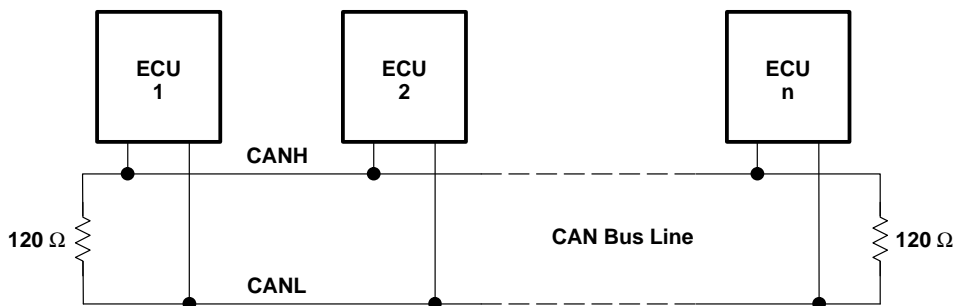 ECU
1
ECU
2
ECU
n
CANH
120 Ω
CAN Bus Line
120 Ω
CANL